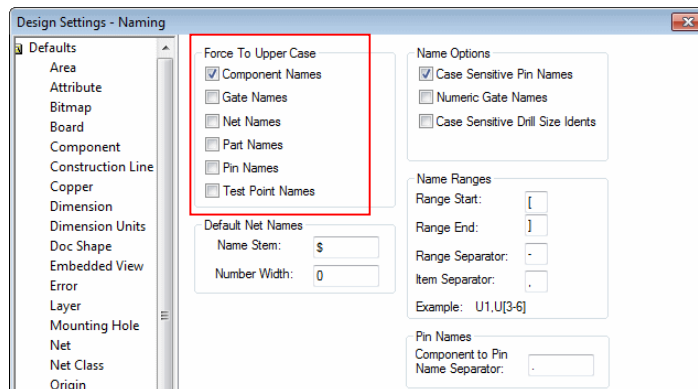 Design Settings - Naming
Defaults
Area
Attribute
Bitmap
Board
Component
Construction Line
Copper
Dimension
Dimension Units
Doc Shape
Embedded View
Error
Layer
Mounting Hole
Net
Net Class
Origin
Force To Upper Case
Component Names
Gate Names
Net Names
Part Names
Pin Names
Test Point Names
Default Net Names
Name Stem: $
Number Width: 0
Name Options
Case Sensitive Pin Names
Numeric Gate Names
Case Sensitive Drill Size Idents
Name Ranges
Range Start: [
Range End: ]
Range Separator: -
Item Separator: ,
Example: U1,U[3-6]
Pin Names
Component to Pin
Name Separator: .